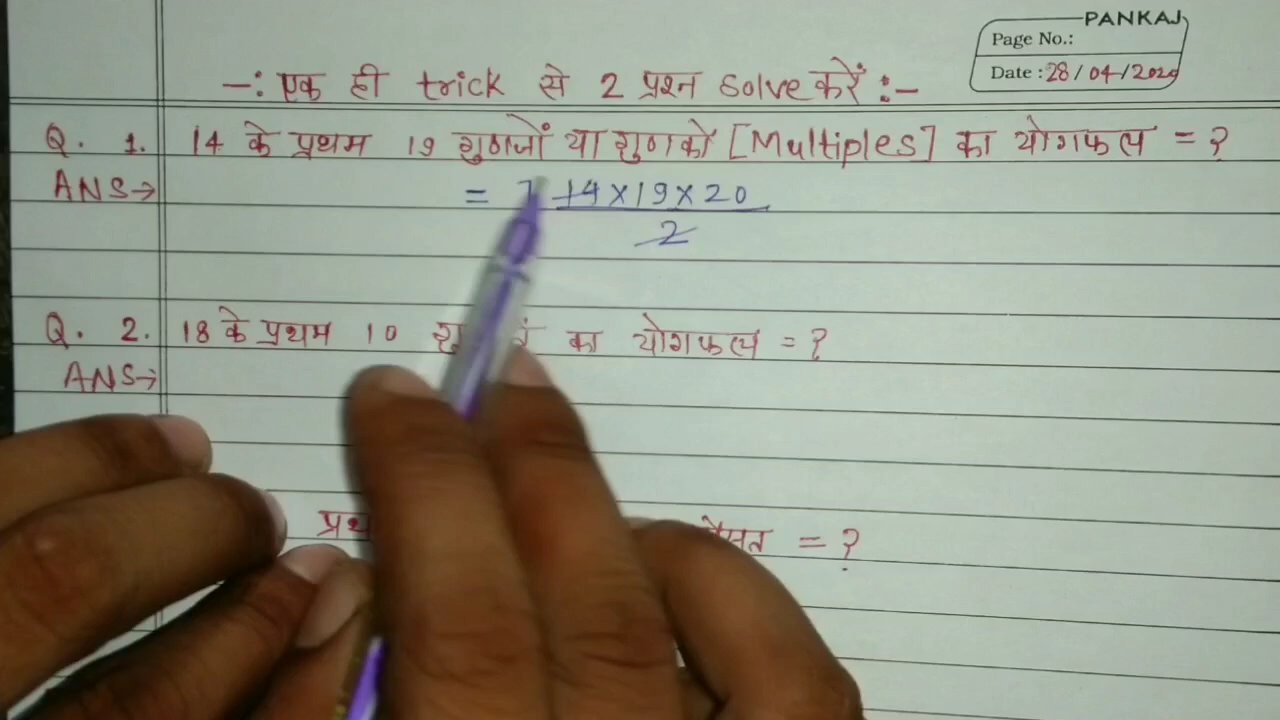 PANKAJ
Page No.:
Date : 28/04/2020
-: एक ही trick से 2 प्रश्न solve करें :-
Q. 1. 14 के प्रथम 19 गुणजों या गुणको [Multiples] का योगफल = ?
ANS→ = 7 14×19×20
2
Q. 2. 18 के प्रथम 10 का योगफल = ?
ANS→
= ?